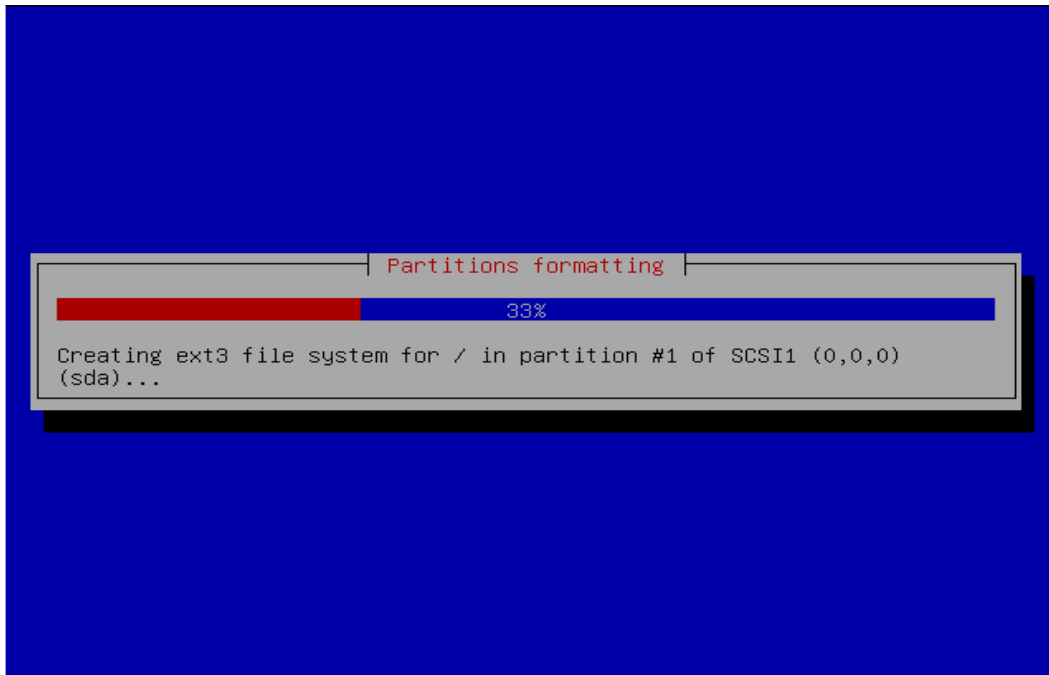 Partitions formatting
33%
Creating ext3 file system for / in partition #1 of SCSI1 (0,0,0)
(sda)...